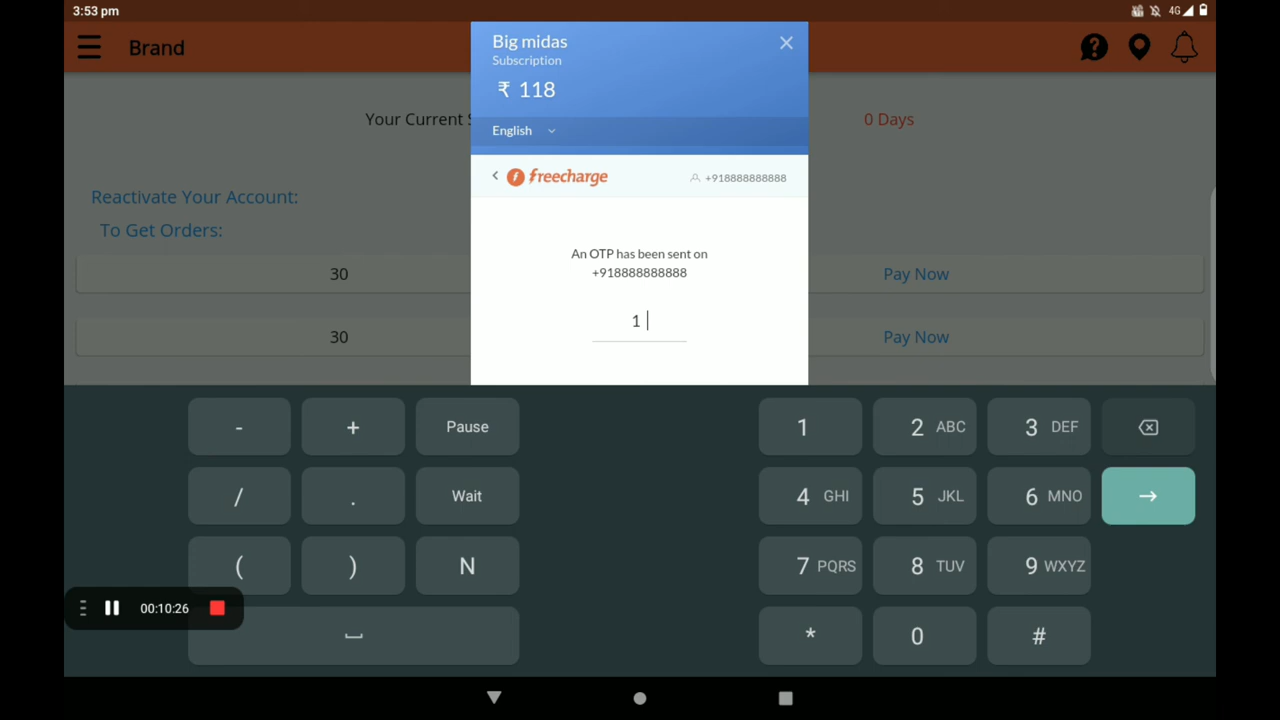 3:53 pm
4G
Brand
Big midas
Subscription
₹ 118
English
Your Current S
0 Days
freecharge
+918888888888
Reactivate Your Account:
To Get Orders:
An OTP has been sent on
+918888888888
30
Pay Now
1
30
Pay Now
- + Pause 1 2 ABC 3 DEF
/ . Wait 4 GHI 5 JKL 6 MNO
( ) N 7 PQRS 8 TUV 9 WXYZ
00:10:26
* 0 #